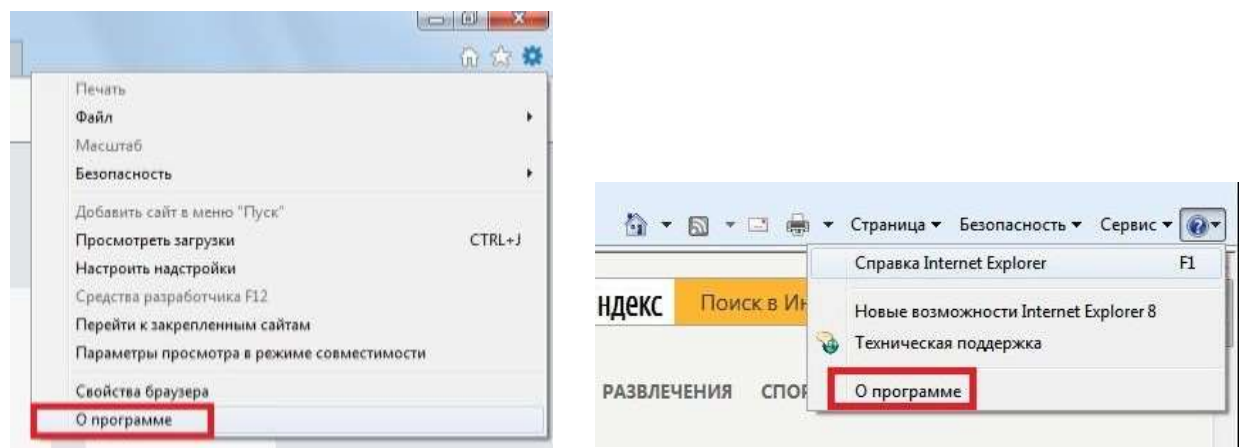 Печать
Файл
Масштаб
Безопасность
Добавить сайт в меню "Пуск"
Просмотреть загрузки CTRL+J
Настроить надстройки
Средства разработчика F12
Перейти к закрепленным сайтам
Параметры просмотра в режиме совместимости
Свойства браузера
О программе
Страница Безопасность Сервис
Справка Internet Explorer F1
ндекс Поиск в Ин
Новые возможности Internet Explorer 8
Техническая поддержка
РАЗВЛЕЧЕНИЯ СПОР
О программе